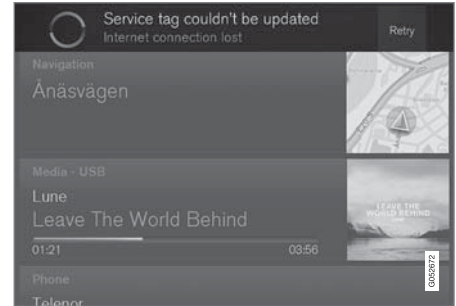 Service tag couldn't be updated
Internet connection lost
Retry
Navigation
Ånäsvägen
Media - USB
Lune
Leave The World Behind
01:21
03:56
LEAVE THE
WORLD BEHIND
Phone
Telenor
G052672